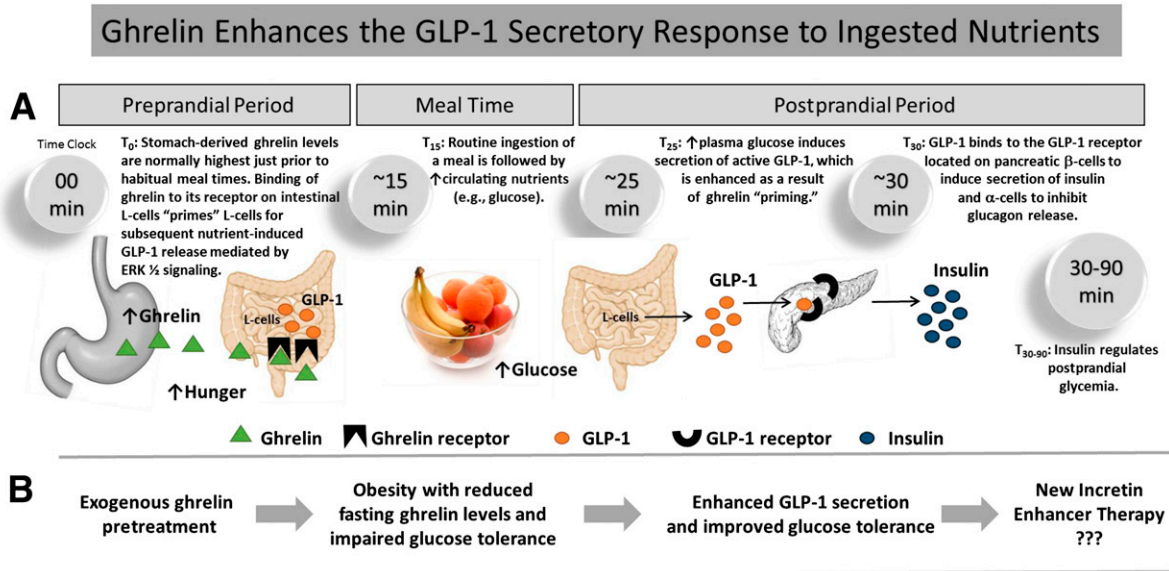 Ghrelin Enhances the GLP-1 Secretory Response to Ingested Nutrients
A
Preprandial Period
Meal Time
Postprandial Period
Time Clock
00
min
T₀: Stomach-derived ghrelin levels
are normally highest just prior to
habitual meal times. Binding of
ghrelin to its receptor on intestinal
L-cells “primes” L-cells for
subsequent nutrient-induced
GLP-1 release mediated by
ERK ½ signaling.
~15
min
T₁₅: Routine ingestion of
a meal is followed by
↑circulating nutrients
(e.g., glucose).
~25
min
T₂₅: ↑plasma glucose induces
secretion of active GLP-1, which
is enhanced as a result
of ghrelin “priming.”
~30
min
T₃₀: GLP-1 binds to the GLP-1 receptor
located on pancreatic β-cells to
induce secretion of insulin
and α-cells to inhibit
glucagon release.
30-90
min
T₃₀₋₉₀: Insulin regulates
postprandial
glycemia.
↑Ghrelin
GLP-1
L-cells
↑Hunger
↑Glucose
L-cells
GLP-1
Insulin
Ghrelin
Ghrelin receptor
GLP-1
GLP-1 receptor
Insulin
B
Exogenous ghrelin
pretreatment
Obesity with reduced
fasting ghrelin levels and
impaired glucose tolerance
Enhanced GLP-1 secretion
and improved glucose tolerance
New Incretin
Enhancer Therapy
???